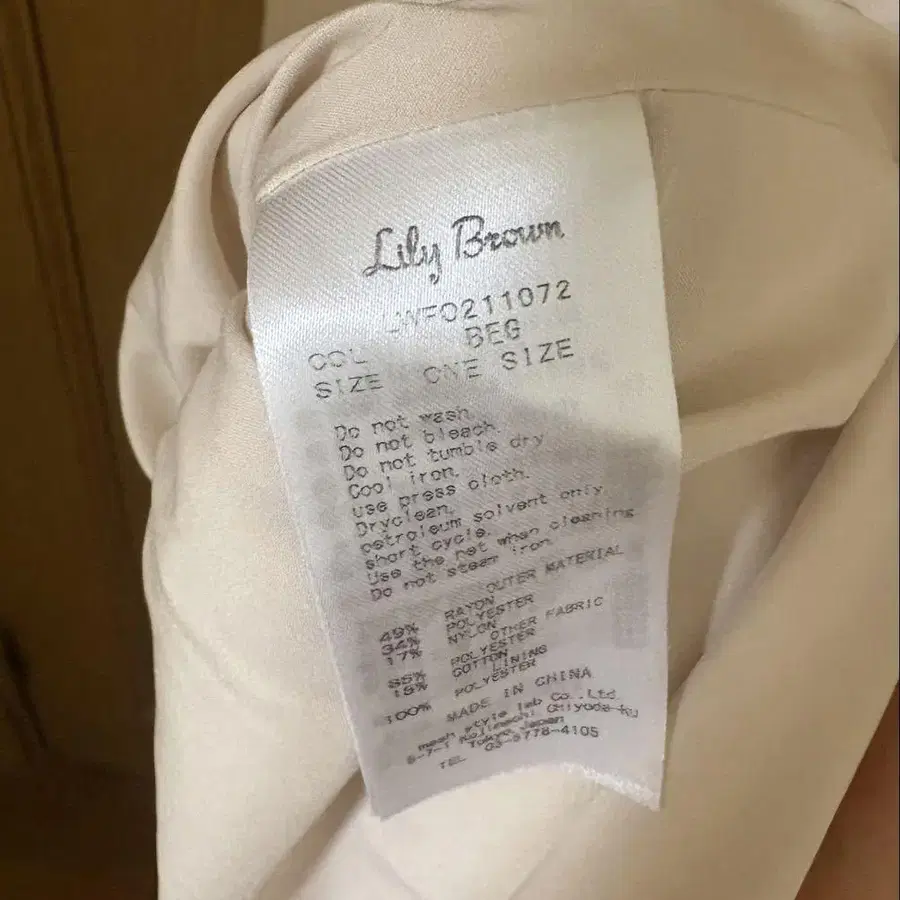 Lily Brown
LWFO211072
COL BEG
SIZE ONE SIZE
Do not wash.
Do not bleach.
Do not tumble dry
Cool iron.
use press cloth.
Dryclean.
petroleum solvent only.
short cycle.
Use the net when cleaning
Do not steam iron.
OUTER MATERIAL
49% RAYON
34% POLYESTER
17% NYLON
OTHER FABRIC
POLYESTER
COTTON
LINING
100% POLYESTER
MADE IN CHINA
mash style lab Co.,Ltd.
Kojimachi Chiyoda-ku
Tokyo, Japan
TEL 03-5778-4105